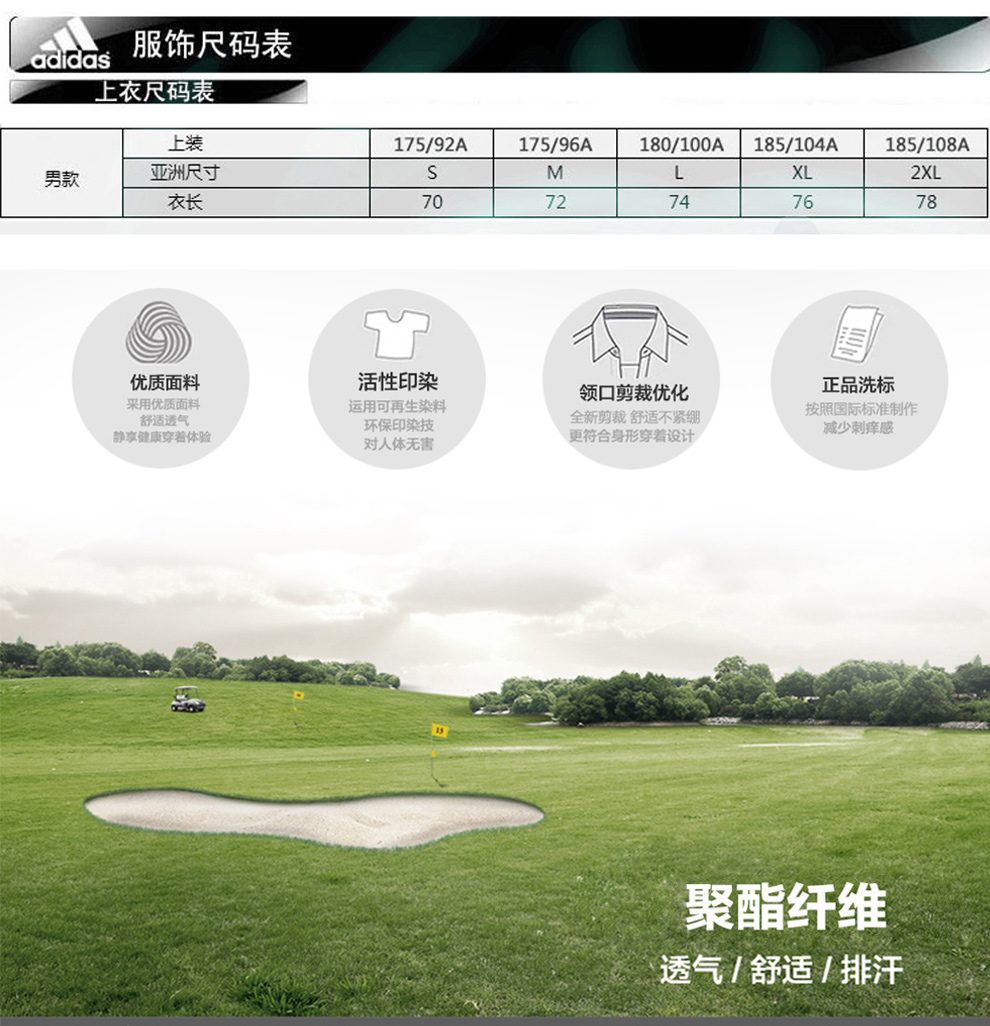 adidas 服饰尺码表
上衣尺码表
男款
上装 175/92A 175/96A 180/100A 185/104A 185/108A
亚洲尺寸 S M L XL 2XL
衣长 70 72 74 76 78
优质面料
采用优质面料
舒适透气
静享健康穿着体验
活性印染
运用可再生染料
环保印染技
对人体无害
领口剪裁优化
全新剪裁 舒适不紧绷
更符合身形穿着设计
正品洗标
按照国际标准制作
减少刺痒感
13
聚酯纤维
透气 / 舒适 / 排汗